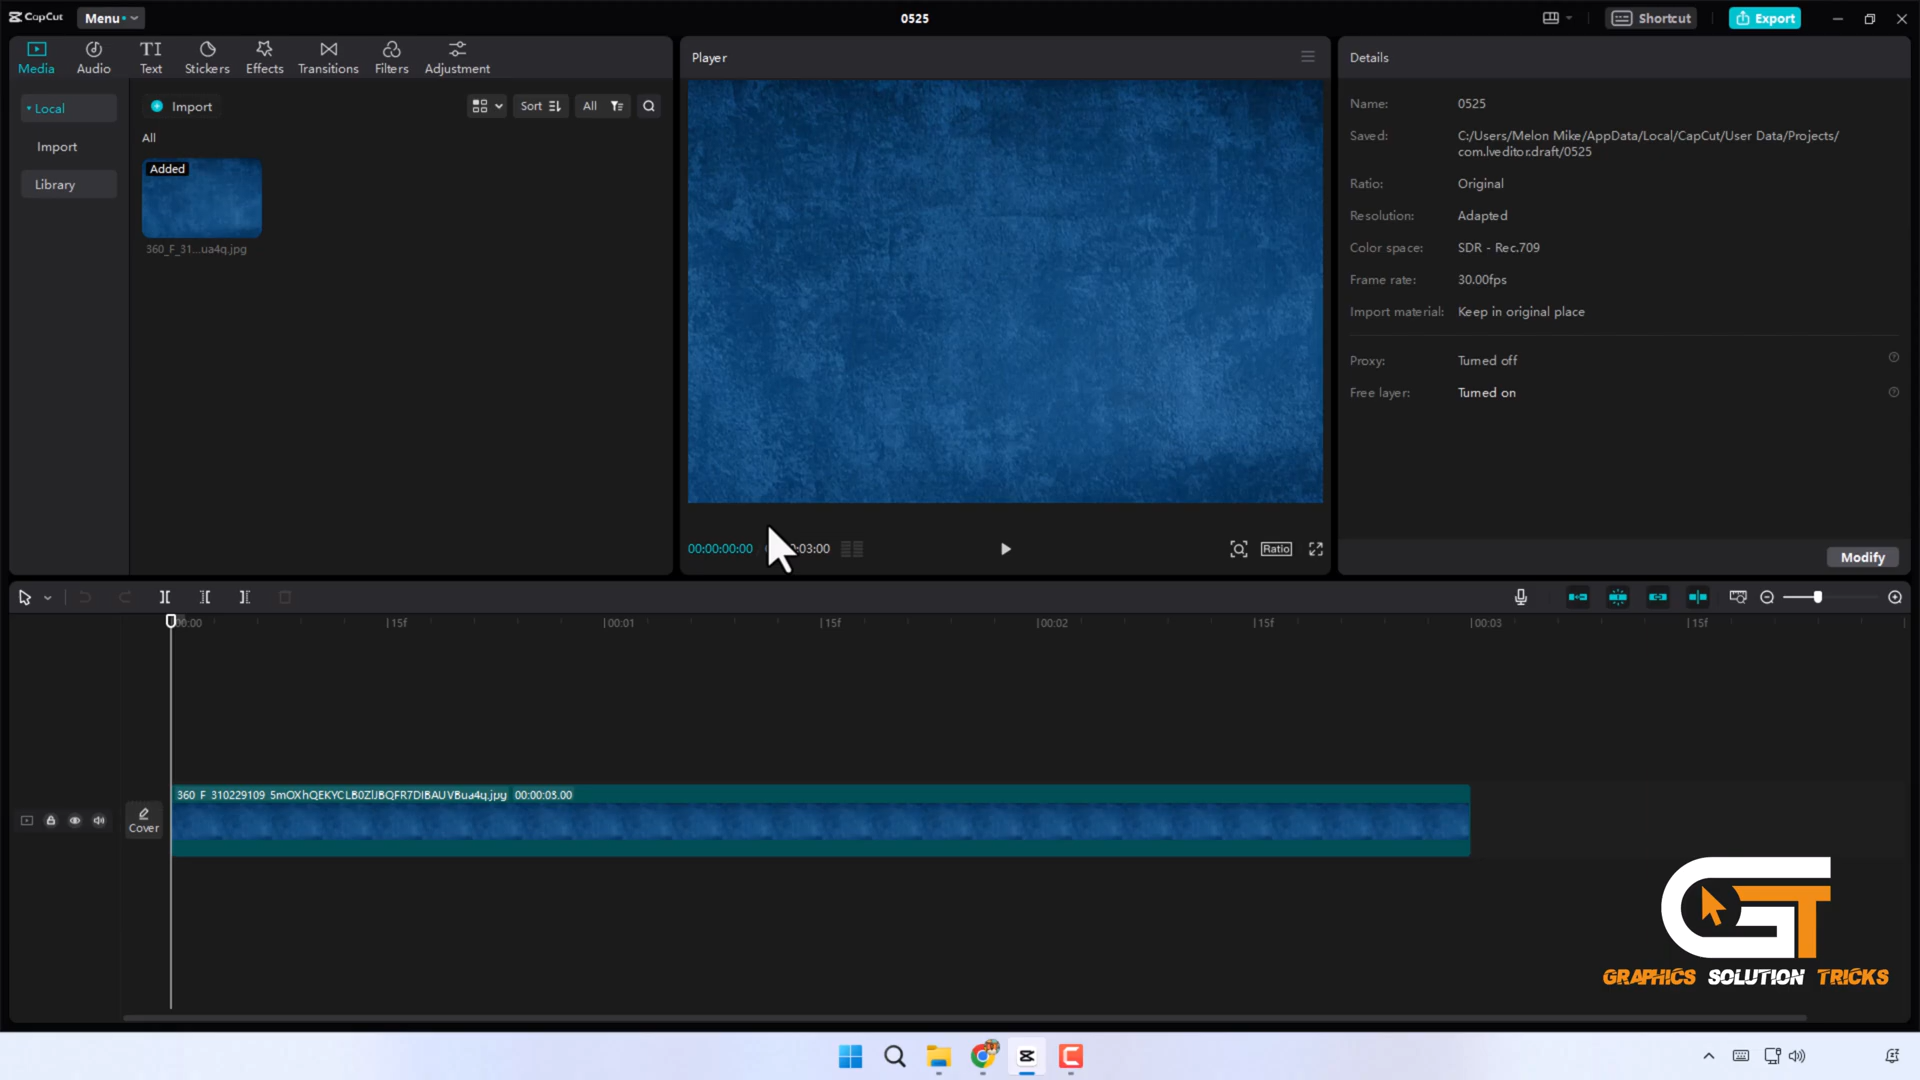 CapCut
Menu
0525
Shortcut
Export
Media
Audio
Text
Stickers
Effects
Transitions
Filters
Adjustment
Player
Details
Local
Import
Library
Import
Sort
All
All
Added
360_F_31...ua4q.jpg
Name: 0525
Saved: C:/Users/Melon Mike/AppData/Local/CapCut/User Data/Projects/
com.lveditor.draft/0525
Ratio: Original
Resolution: Adapted
Color space: SDR - Rec.709
Frame rate: 30.00fps
Import material: Keep in original place
Proxy: Turned off
Free layer: Turned on
00:00:00:00
:03:00
Ratio
Modify
00:00
15f
00:01
15f
00:02
15f
00:03
15f
Cover
00:00:03:00
GT
GRAPHICS SOLUTION TRICKS